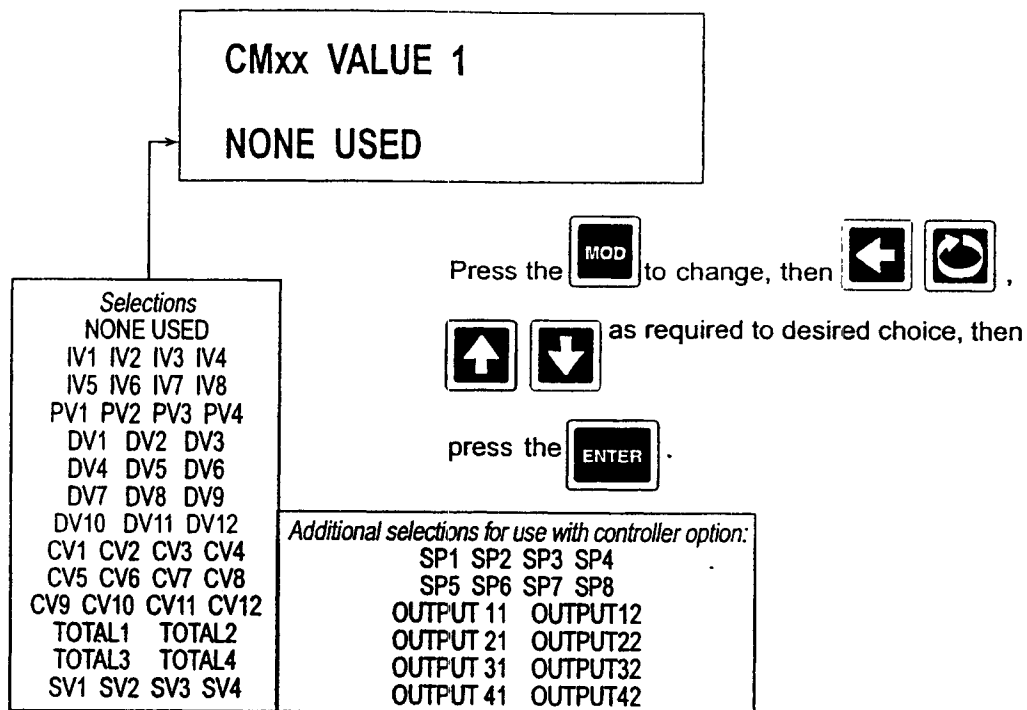 CMxx VALUE 1
NONE USED
Press the MOD to change, then ,
as required to desired choice, then
press the ENTER .
Selections
NONE USED
IV1 IV2 IV3 IV4
IV5 IV6 IV7 IV8
PV1 PV2 PV3 PV4
DV1 DV2 DV3
DV4 DV5 DV6
DV7 DV8 DV9
DV10 DV11 DV12
CV1 CV2 CV3 CV4
CV5 CV6 CV7 CV8
CV9 CV10 CV11 CV12
TOTAL1 TOTAL2
TOTAL3 TOTAL4
SV1 SV2 SV3 SV4
Additional selections for use with controller option:
SP1 SP2 SP3 SP4
SP5 SP6 SP7 SP8
OUTPUT 11 OUTPUT12
OUTPUT 21 OUTPUT22
OUTPUT 31 OUTPUT32
OUTPUT 41 OUTPUT42